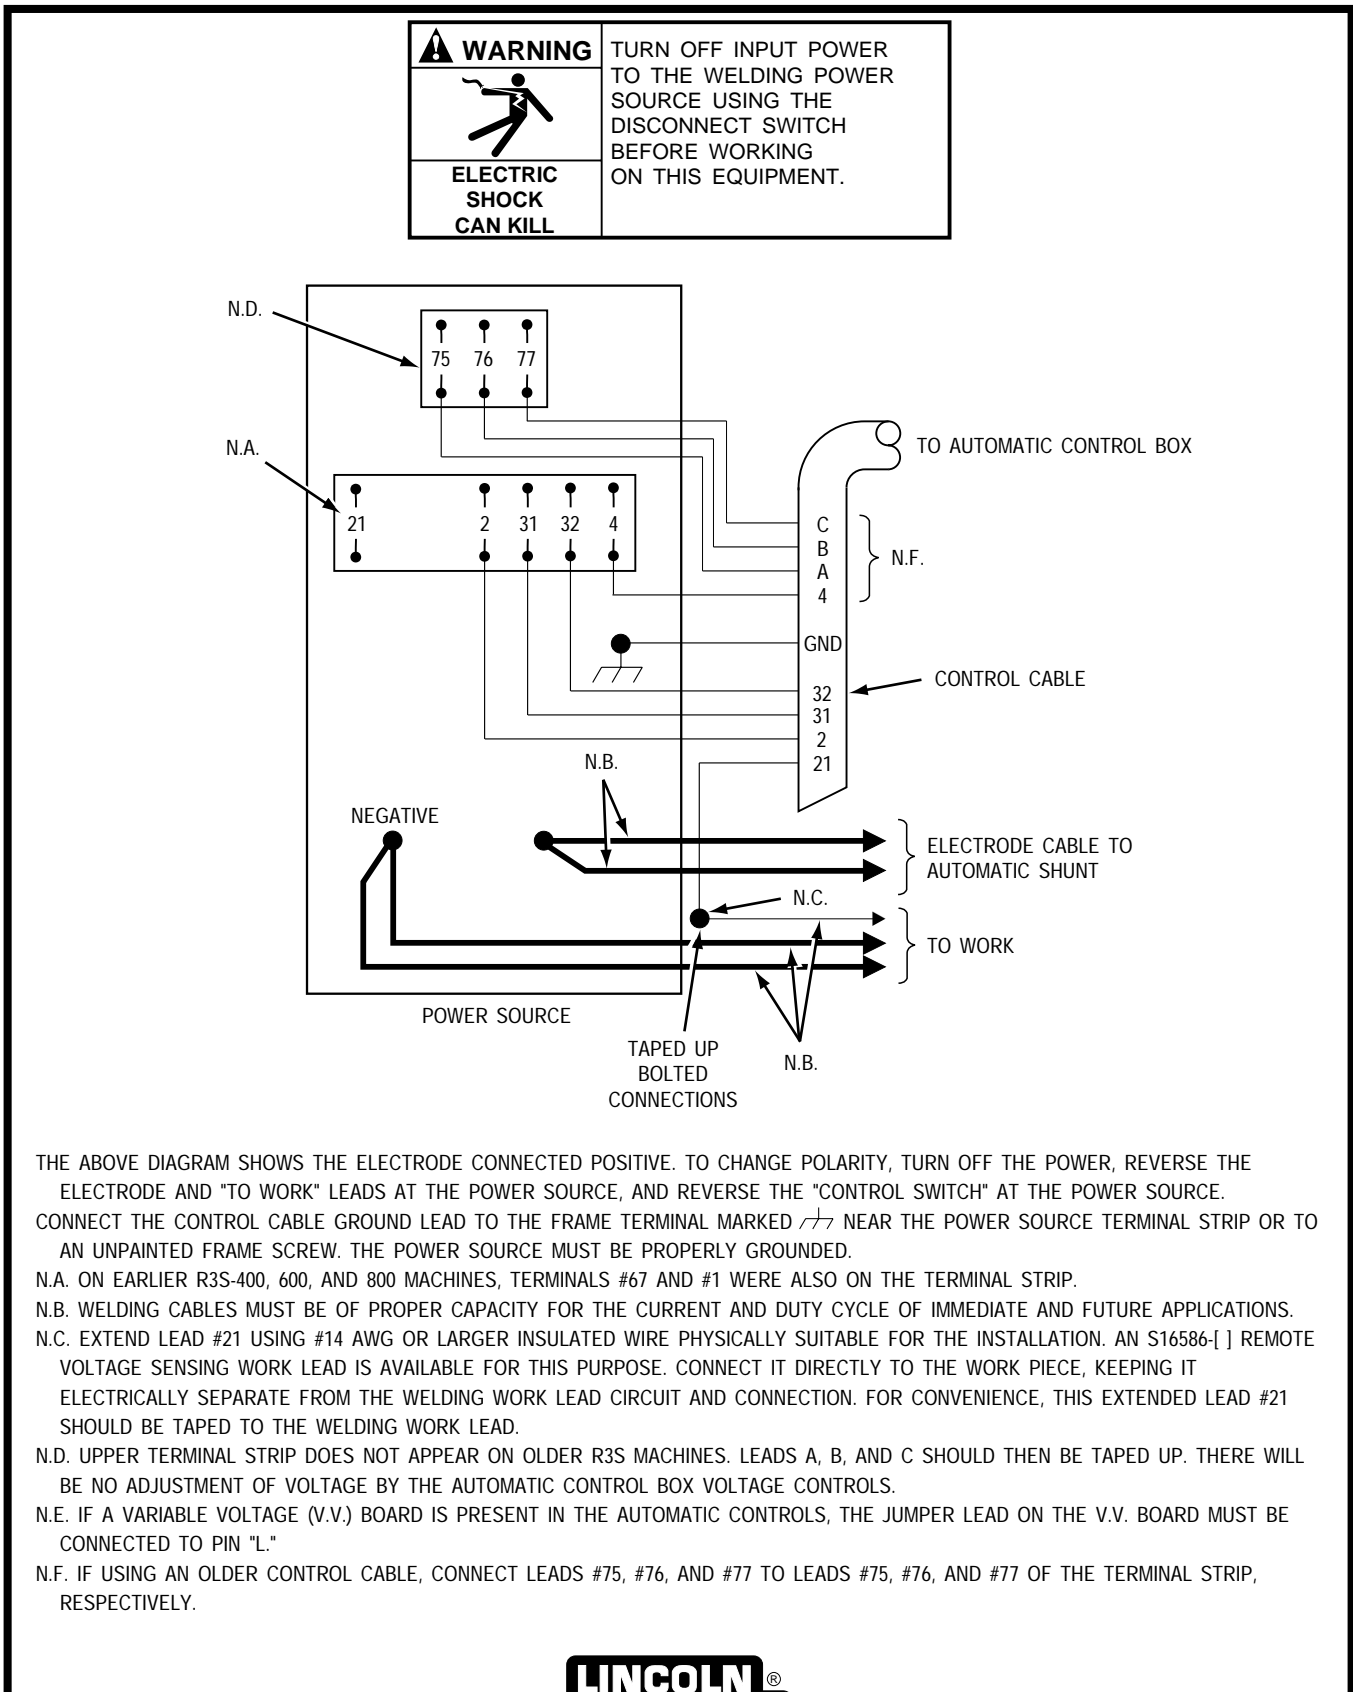 WARNING
ELECTRIC
SHOCK
CAN KILL
TURN OFF INPUT POWER
TO THE WELDING POWER
SOURCE USING THE
DISCONNECT SWITCH
BEFORE WORKING
ON THIS EQUIPMENT.
N.D.
75 76 77
N.A.
21 2 31 32 4
TO AUTOMATIC CONTROL BOX
C
B
A
4
N.F.
GND
CONTROL CABLE
32
31
2
21
N.B.
NEGATIVE
ELECTRODE CABLE TO
AUTOMATIC SHUNT
N.C.
TO WORK
POWER SOURCE
TAPED UP
BOLTED
CONNECTIONS
N.B.
THE ABOVE DIAGRAM SHOWS THE ELECTRODE CONNECTED POSITIVE. TO CHANGE POLARITY, TURN OFF THE POWER, REVERSE THE
ELECTRODE AND "TO WORK" LEADS AT THE POWER SOURCE, AND REVERSE THE "CONTROL SWITCH" AT THE POWER SOURCE.
CONNECT THE CONTROL CABLE GROUND LEAD TO THE FRAME TERMINAL MARKED NEAR THE POWER SOURCE TERMINAL STRIP OR TO
AN UNPAINTED FRAME SCREW. THE POWER SOURCE MUST BE PROPERLY GROUNDED.
N.A. ON EARLIER R3S-400, 600, AND 800 MACHINES, TERMINALS #67 AND #1 WERE ALSO ON THE TERMINAL STRIP.
N.B. WELDING CABLES MUST BE OF PROPER CAPACITY FOR THE CURRENT AND DUTY CYCLE OF IMMEDIATE AND FUTURE APPLICATIONS.
N.C. EXTEND LEAD #21 USING #14 AWG OR LARGER INSULATED WIRE PHYSICALLY SUITABLE FOR THE INSTALLATION. AN S16586-[ ] REMOTE
VOLTAGE SENSING WORK LEAD IS AVAILABLE FOR THIS PURPOSE. CONNECT IT DIRECTLY TO THE WORK PIECE, KEEPING IT
ELECTRICALLY SEPARATE FROM THE WELDING WORK LEAD CIRCUIT AND CONNECTION. FOR CONVENIENCE, THIS EXTENDED LEAD #21
SHOULD BE TAPED TO THE WELDING WORK LEAD.
N.D. UPPER TERMINAL STRIP DOES NOT APPEAR ON OLDER R3S MACHINES. LEADS A, B, AND C SHOULD THEN BE TAPED UP. THERE WILL
BE NO ADJUSTMENT OF VOLTAGE BY THE AUTOMATIC CONTROL BOX VOLTAGE CONTROLS.
N.E. IF A VARIABLE VOLTAGE (V.V.) BOARD IS PRESENT IN THE AUTOMATIC CONTROLS, THE JUMPER LEAD ON THE V.V. BOARD MUST BE
CONNECTED TO PIN "L."
N.F. IF USING AN OLDER CONTROL CABLE, CONNECT LEADS #75, #76, AND #77 TO LEADS #75, #76, AND #77 OF THE TERMINAL STRIP,
RESPECTIVELY.
LINCOLN ®